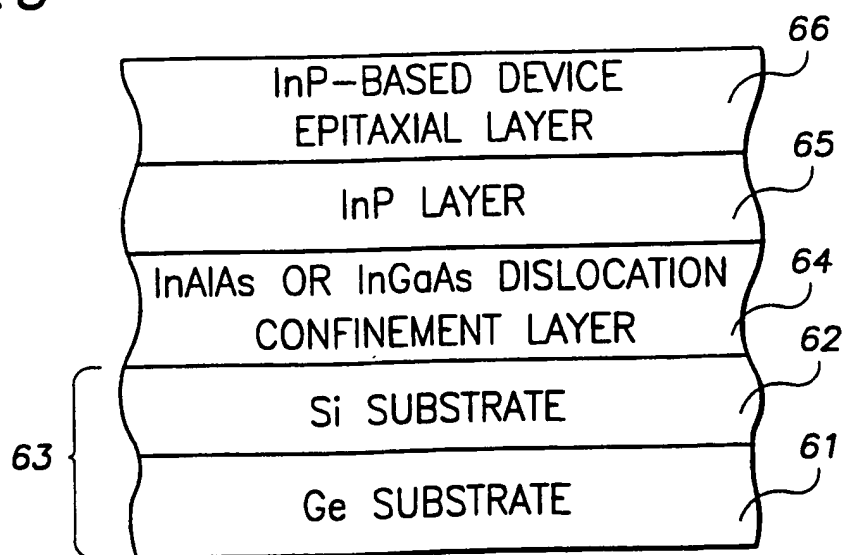 66
InP-BASED DEVICE
EPITAXIAL LAYER
65
InP LAYER
64
InAlAs OR InGaAs DISLOCATION
CONFINEMENT LAYER
62
Si SUBSTRATE
63
61
Ge SUBSTRATE